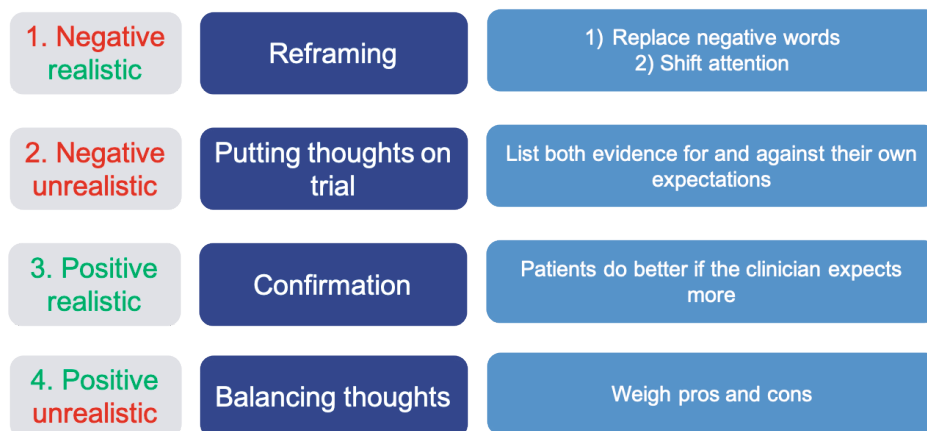 1. Negative
realistic
Reframing
1) Replace negative words
2) Shift attention
2. Negative
unrealistic
Putting thoughts on
trial
List both evidence for and against their own
expectations
3. Positive
realistic
Confirmation
Patients do better if the clinician expects
more
4. Positive
unrealistic
Balancing thoughts
Weigh pros and cons